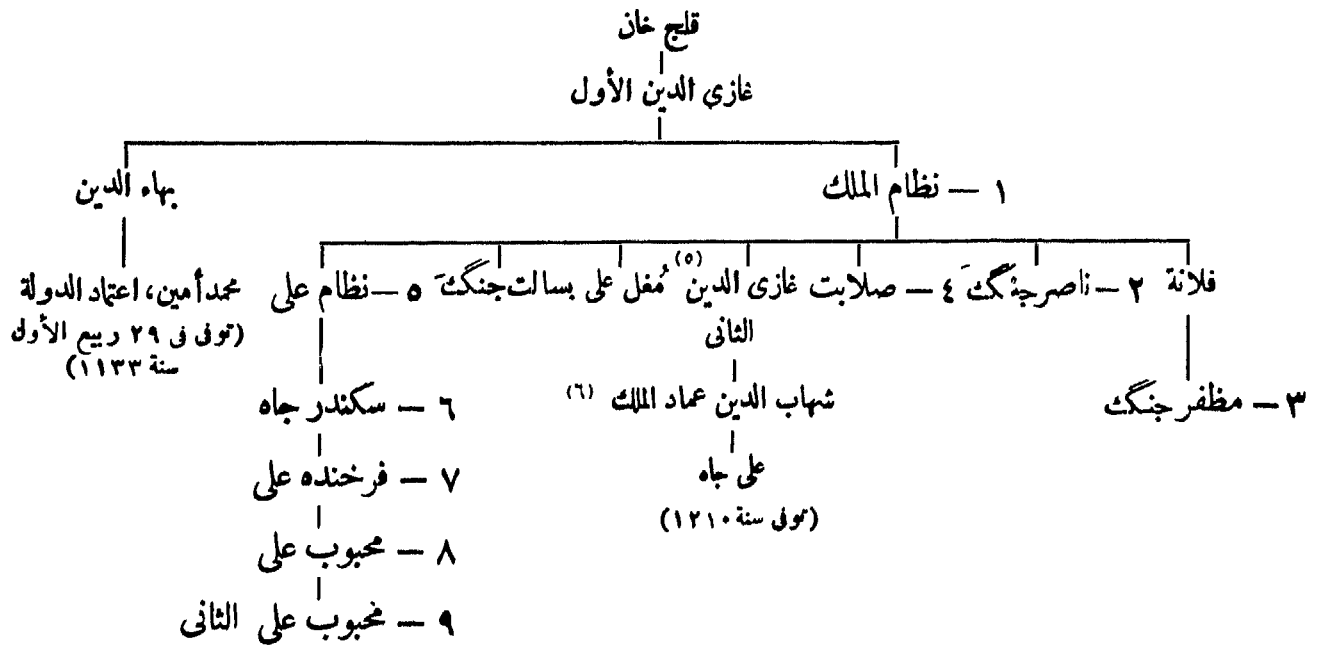 قلج خان
غازي الدين الأول
١ — نظام الملك
بهاء الدين
فلانة ٢ — ناصر جنگ ٤ — صلابت غازى الدين (٥) مُغل على بسالت جنگ ٥ — نظام على
محمد أمين، اعتماد الدولة
الثانى
(توفى فى ٢٩ ربيع الأول
سنة ١١٣٣)
٣ — مظفر جنگ
شهاب الدين عماد الملك (٦)
٦ — سكندر جاه
على جاه
٧ — فرخنده على
(توفى سنة ١٢١٠)
٨ — محبوب على
٩ — محبوب على الثانى